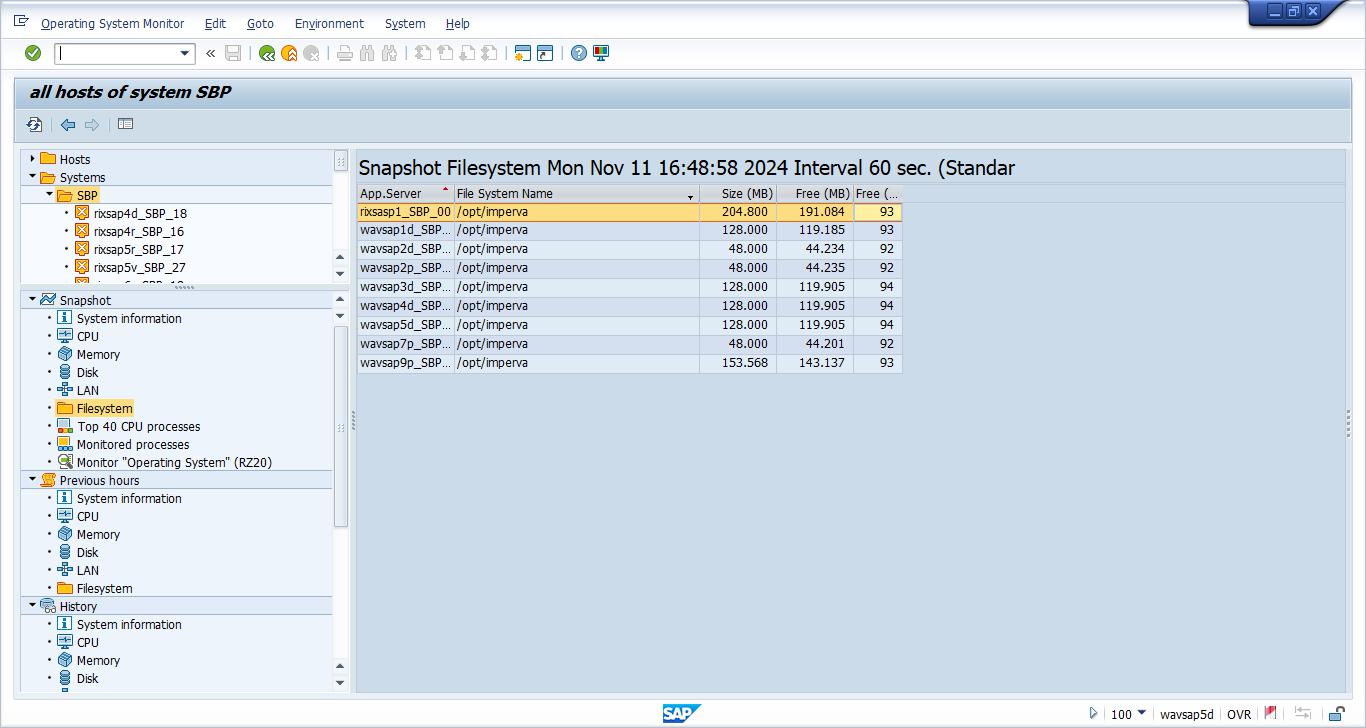 Operating System Monitor Edit Goto Environment System Help
all hosts of system SBP
Hosts
Systems
SBP
rixsap4d_SBP_18
rixsap4r_SBP_16
rixsap5r_SBP_17
rixsap5v_SBP_27
Snapshot
System information
CPU
Memory
Disk
LAN
Filesystem
Top 40 CPU processes
Monitored processes
Monitor "Operating System" (RZ20)
Previous hours
System information
CPU
Memory
Disk
LAN
Filesystem
History
System information
CPU
Memory
Disk
Snapshot Filesystem Mon Nov 11 16:48:58 2024 Interval 60 sec. (Standar
App.Server File System Name Size (MB) Free (MB) Free (...
rixsasp1_SBP_00 /opt/imperva 204.800 191.084 93
wavsap1d_SBP... /opt/imperva 128.000 119.185 93
wavsap2d_SBP... /opt/imperva 48.000 44.234 92
wavsap2p_SBP... /opt/imperva 48.000 44.235 92
wavsap3d_SBP... /opt/imperva 128.000 119.905 94
wavsap4d_SBP... /opt/imperva 128.000 119.905 94
wavsap5d_SBP... /opt/imperva 128.000 119.905 94
wavsap7p_SBP... /opt/imperva 48.000 44.201 92
wavsap9p_SBP... /opt/imperva 153.568 143.137 93
SAP
100 wavsap5d OVR